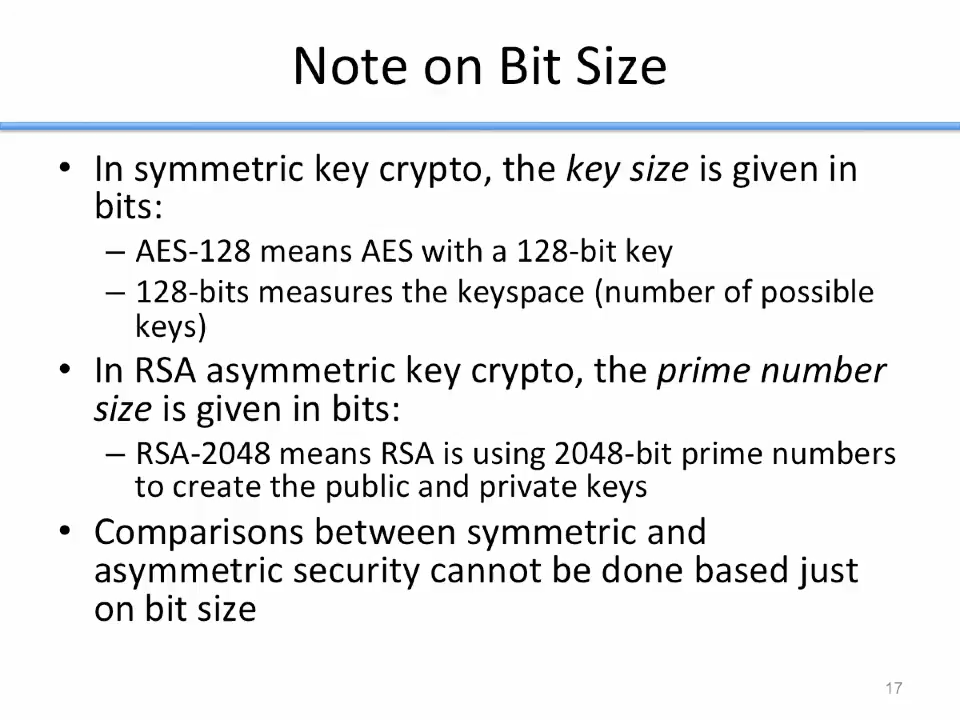 Note on Bit Size
• In symmetric key crypto, the key size is given in
bits:
– AES-128 means AES with a 128-bit key
– 128-bits measures the keyspace (number of possible
keys)
• In RSA asymmetric key crypto, the prime number
size is given in bits:
– RSA-2048 means RSA is using 2048-bit prime numbers
to create the public and private keys
• Comparisons between symmetric and
asymmetric security cannot be done based just
on bit size
17